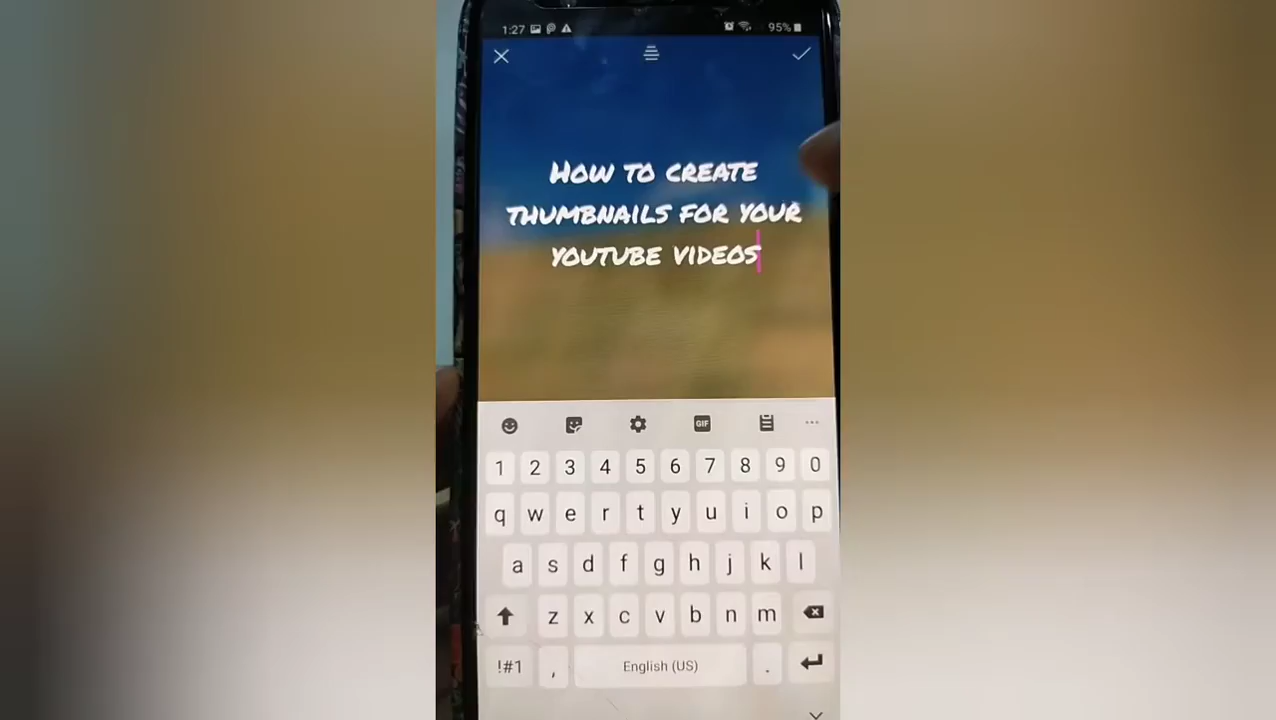 1:27 95%
How to create
thumbnails for your
youtube videos
GIF
1 2 3 4 5 6 7 8 9 0
q w e r t y u i o p
a s d f g h j k l
z x c v b n m
!#1 , English (US) .